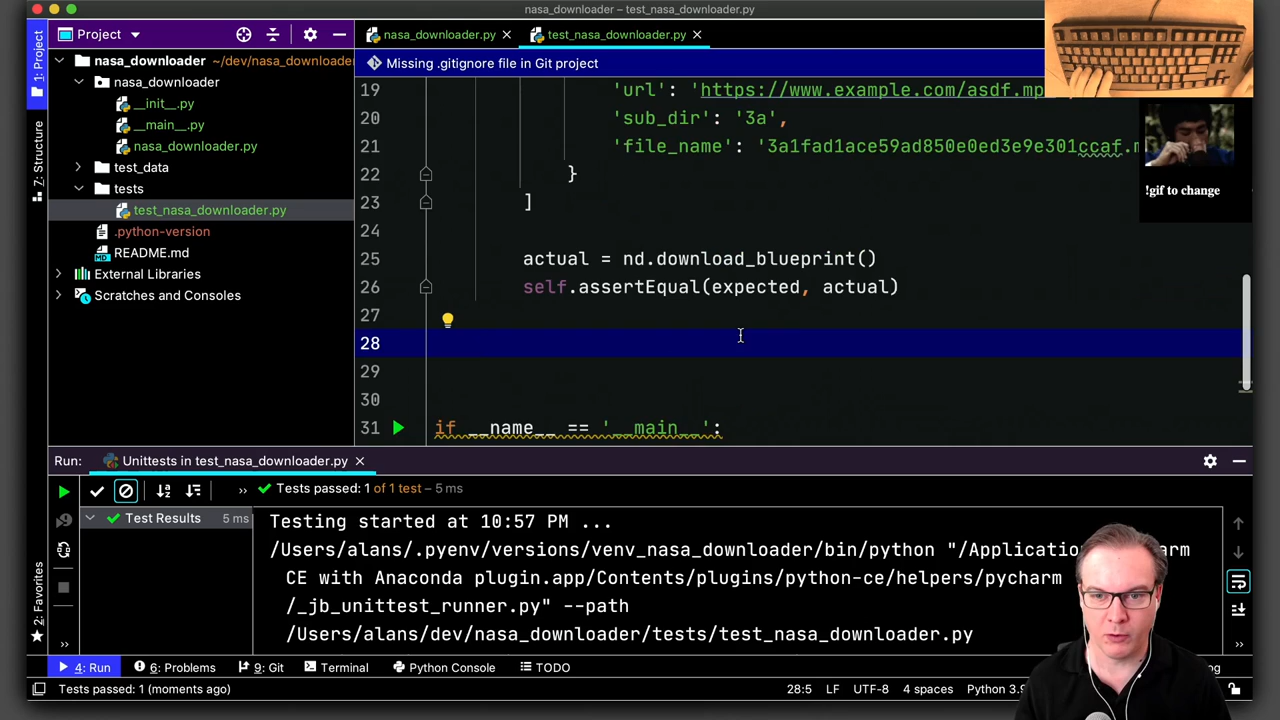 nasa_downloader – test_nasa_downloader.py
1: Project
7: Structure
2: Favorites
Project
nasa_downloader ~/dev/nasa_downloader
nasa_downloader
__init__.py
__main__.py
nasa_downloader.py
test_data
tests
test_nasa_downloader.py
.python-version
README.md
External Libraries
Scratches and Consoles
nasa_downloader.py
test_nasa_downloader.py
Missing .gitignore file in Git project
19 'url': 'https://www.example.com/asdf.mp
20 'sub_dir': '3a',
21 'file_name': '3a1fad1ace59ad850e0ed3e9e301ccaf.m
22 }
23 ]
24
25 actual = nd.download_blueprint()
26 self.assertEqual(expected, actual)
27
28
29
30
31 if __name__ == '__main__':
!gif to change
Run: Unittests in test_nasa_downloader.py
Tests passed: 1 of 1 test – 5 ms
Test Results 5 ms
Testing started at 10:57 PM ...
/Users/alans/.pyenv/versions/venv_nasa_downloader/bin/python "/Applicatio arm
CE with Anaconda plugin.app/Contents/plugins/python-ce/helpers/pycharm
/_jb_unittest_runner.py" --path
/Users/alans/dev/nasa_downloader/tests/test_nasa_downloader.py
4: Run 6: Problems 9: Git Terminal Python Console TODO
Tests passed: 1 (moments ago) 28:5 LF UTF-8 4 spaces Python 3.9